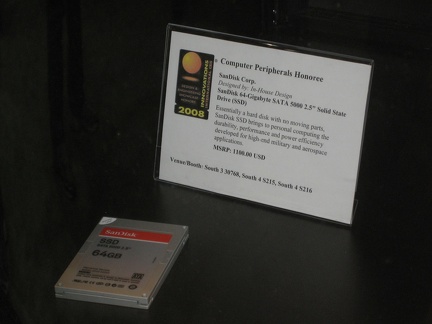 Computer Peripherals Honoree
SanDisk Corp.
Designed by: In-House Design
SanDisk 64-Gigabyte SATA 5000 2.5" Solid State
Drive (SSD)
Essentially a hard disk with no moving parts,
SanDisk SSD brings to personal computing the
durability, performance and power efficiency
developed for high-end military and aerospace
applications.
MSRP: 1100.00 USD
Venue/Booth: South 3 30768, South 4 S215, South 4 S216
INNOVATIONS
2008
SanDisk
SSD
64GB